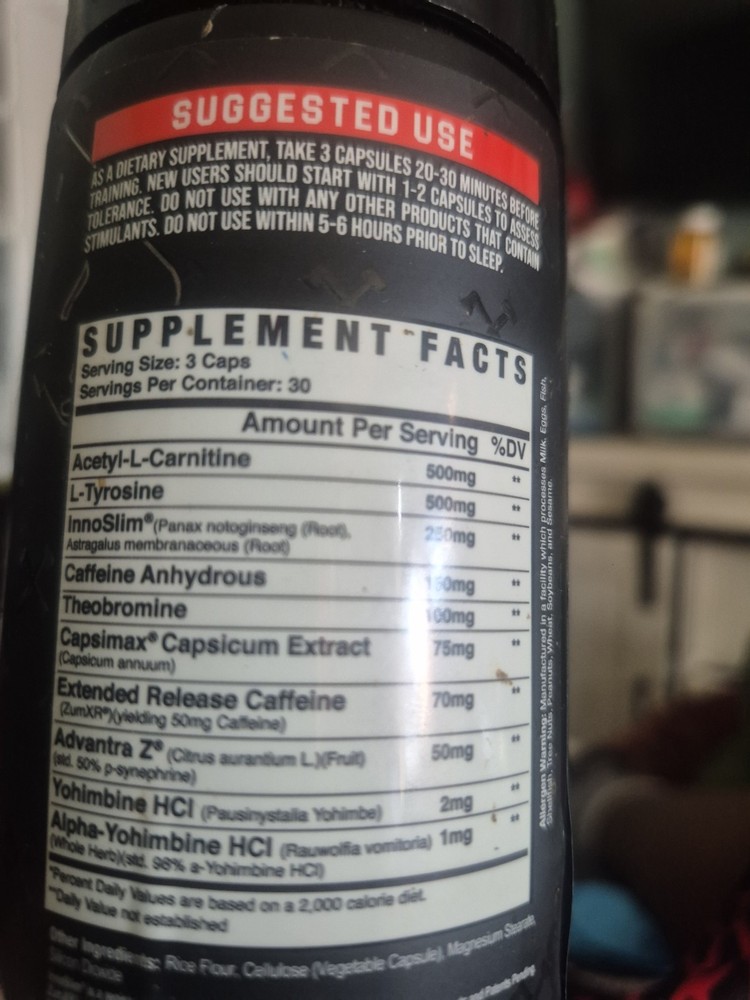 SUGGESTED USE
AS A DIETARY SUPPLEMENT, TAKE 3 CAPSULES 20-30 MINUTES BEFORE
TRAINING. NEW USERS SHOULD START WITH 1-2 CAPSULES TO ASSESS
TOLERANCE. DO NOT USE WITH ANY OTHER PRODUCTS THAT CONTAIN
STIMULANTS. DO NOT USE WITHIN 5-6 HOURS PRIOR TO SLEEP.
SUPPLEMENT FACTS
Serving Size: 3 Caps
Servings Per Container: 30
Amount Per Serving %DV
Acetyl-L-Carnitine 500mg **
L-Tyrosine 500mg **
InnoSlim® (Panax notoginseng (Root), 250mg **
Astragalus membranaceous (Root)
Caffeine Anhydrous **
Theobromine **
Capsimax® Capsicum Extract 75mg **
(Capsicum annuum)
Extended Release Caffeine 70mg **
(ZumXR®)(yielding 50mg Caffeine)
Advantra Z® (Citrus aurantium L.)(Fruit) 50mg **
(std. 50% p-synephrine)
Yohimbine HCl (Pausinystalia Yohimbe) 2mg **
Alpha-Yohimbine HCl (Rauwolfia vomitoria) 1mg **
(Whole Herb)(std. 98% a-Yohimbine HCl)
*Percent Daily Values are based on a 2,000 calorie diet.
**Daily Value not established
Other Ingredients: Rice Flour, Cellulose (Vegetable Capsule), Magnesium Stearate,
Dioxide
and Patents Pending
Allergen Warning: Manufactured in a facility which processes Milk, Eggs, Fish,
Shellfish, Tree Nuts, Peanuts, Wheat, Soybeans, and Sesame.